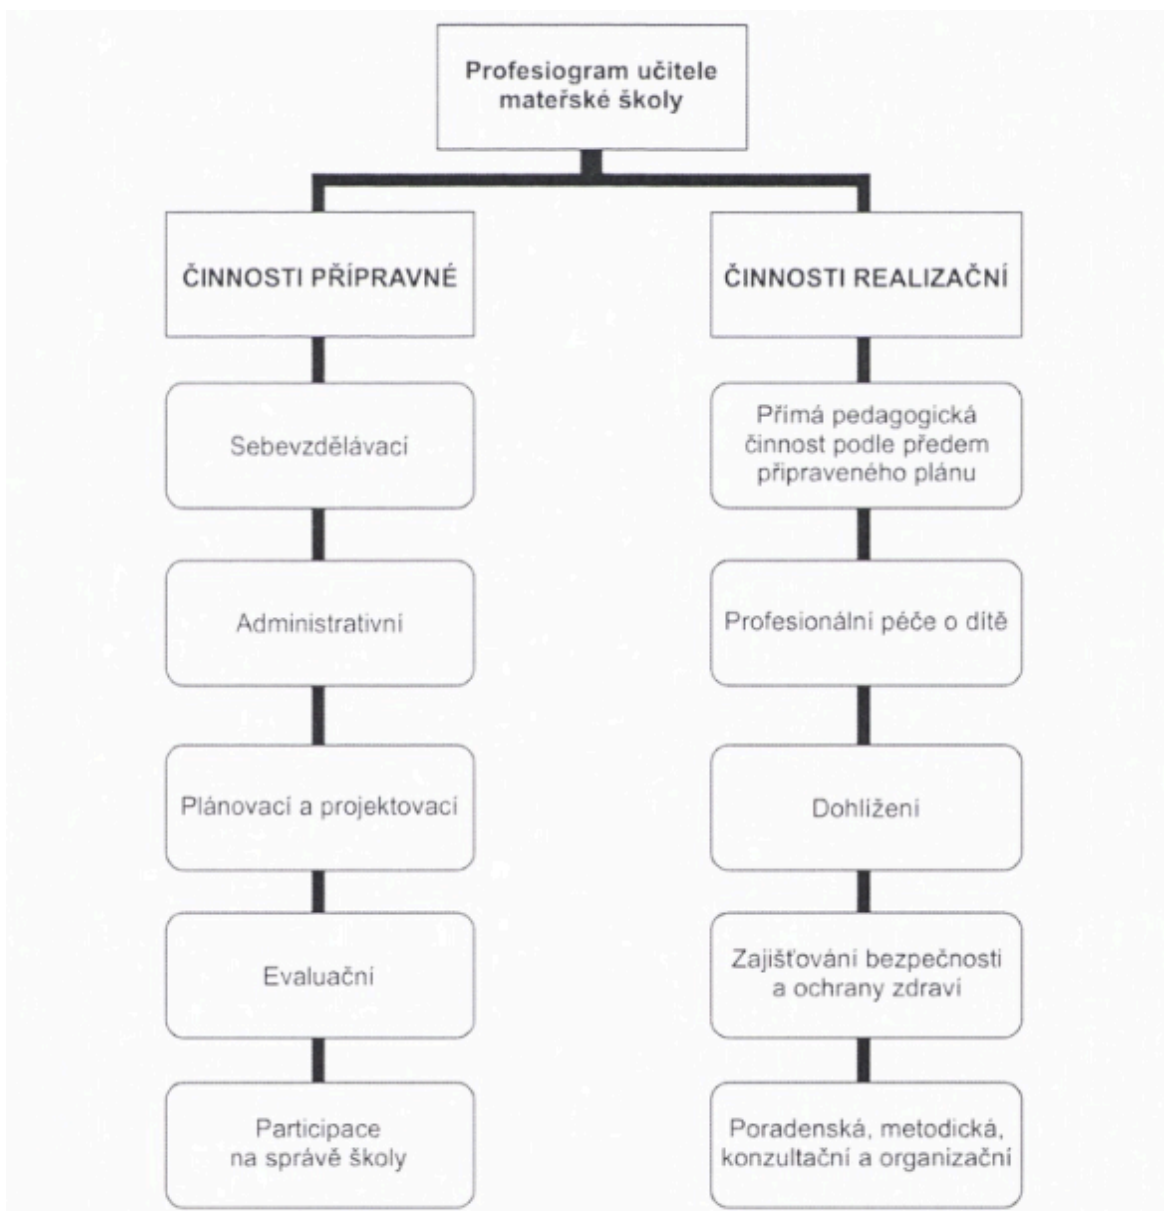 Profesiogram učitele
mateřské školy
ČINNOSTI PŘÍPRAVNÉ
Sebevzdělávací
Administrativní
Plánovací a projektovací
Evaluační
Participace
na správě školy
ČINNOSTI REALIZAČNÍ
Přímá pedagogická
činnost podle předem
připraveného plánu
Profesionální péče o dítě
Dohlížení
Zajišťování bezpečnosti
a ochrany zdraví
Poradenská, metodická,
konzultační a organizační